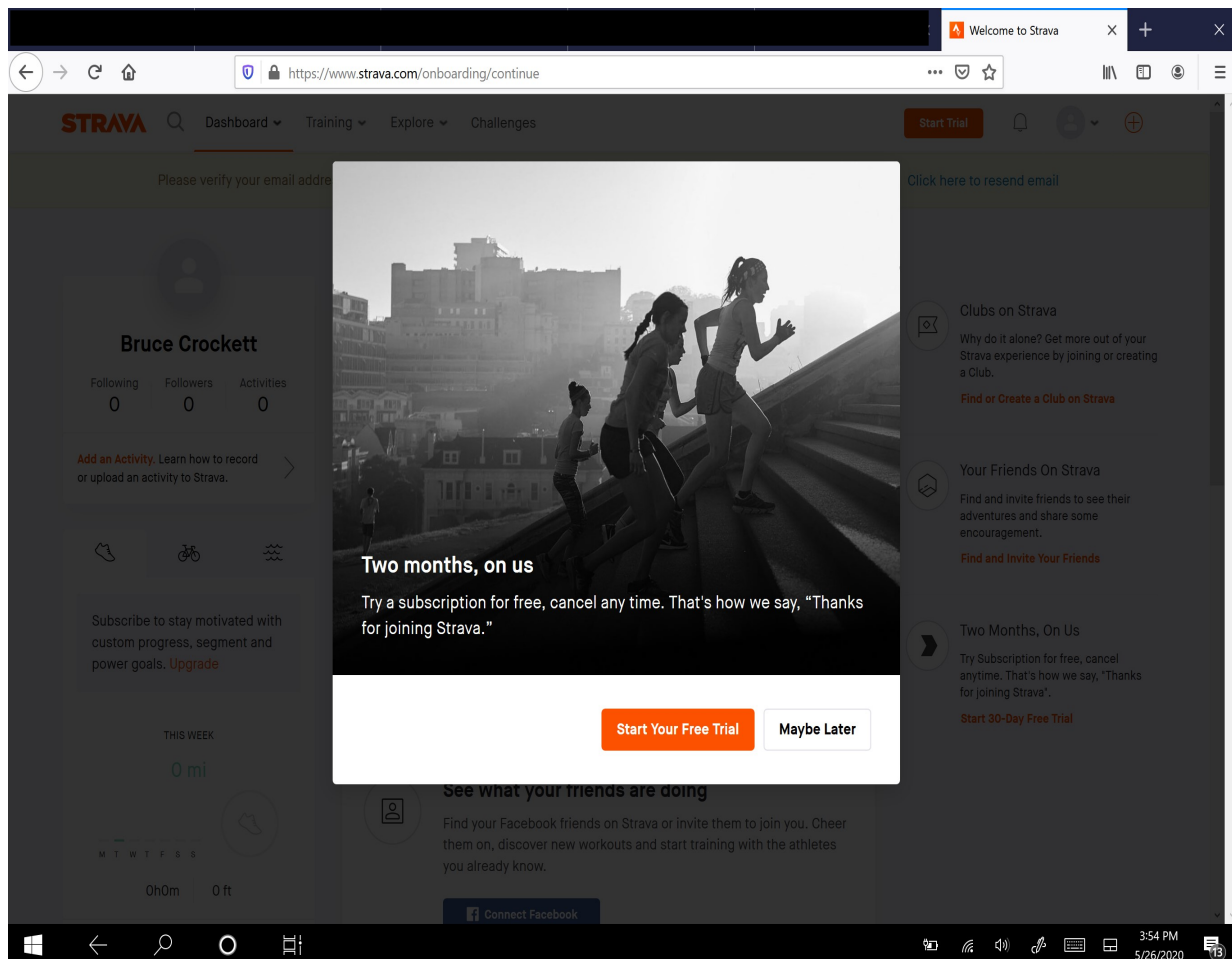 Welcome to Strava
https://www.strava.com/onboarding/continue
STRAVA
Dashboard
Training
Explore
Challenges
Start Trial
Please verify your email addre
Click here to resend email
Bruce Crockett
Following
Followers
Activities
0
0
0
Add an Activity. Learn how to record
or upload an activity to Strava.
Subscribe to stay motivated with
custom progress, segment and
power goals. Upgrade
THIS WEEK
0 mi
M T W T F S S
0h0m
0 ft
Two months, on us
Try a subscription for free, cancel any time. That's how we say, “Thanks
for joining Strava.”
Start Your Free Trial
Maybe Later
See what your friends are doing
Find your Facebook friends on Strava or invite them to join you. Cheer
them on, discover new workouts and start training with the athletes
you already know.
Connect Facebook
Clubs on Strava
Why do it alone? Get more out of your
Strava experience by joining or creating
a Club.
Find or Create a Club on Strava
Your Friends On Strava
Find and invite friends to see their
adventures and share some
encouragement.
Find and Invite Your Friends
Two Months, On Us
Try Subscription for free, cancel
anytime. That's how we say, "Thanks
for joining Strava".
Start 30-Day Free Trial
3:54 PM
5/26/2020
13